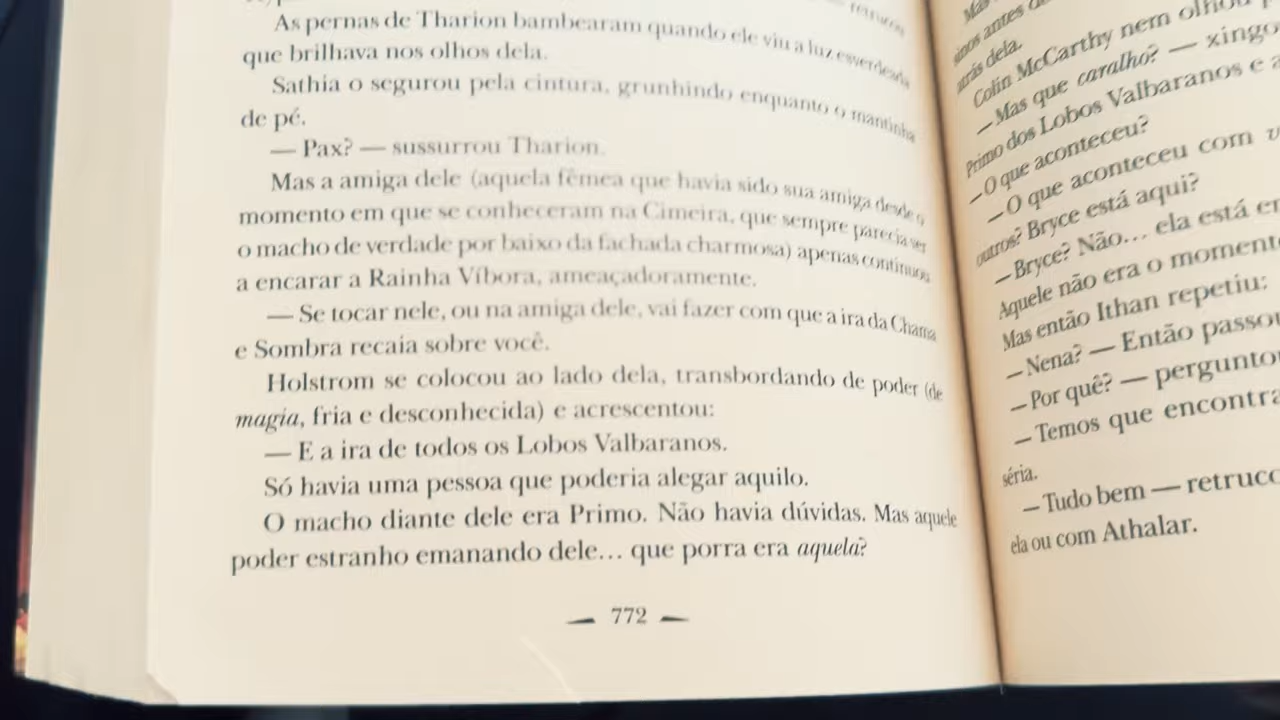 — retrucou
As pernas de Tharion bambearam quando ele viu a luz esverdeada
que brilhava nos olhos dela.
Sathia o segurou pela cintura, grunhindo enquanto o mantinha
de pé.
— Pax? — sussurrou Tharion.
Mas a amiga dele (aquela fêmea que havia sido sua amiga desde o
momento em que se conheceram na Cimeira, que sempre parecia ser
o macho de verdade por baixo da fachada charmosa) apenas continuou
a encarar a Rainha Víbora, ameaçadoramente.
— Se tocar nele, ou na amiga dele, vai fazer com que a ira da Chama
e Sombra recaia sobre você.
Holstrom se colocou ao lado dela, transbordando de poder (de
magia, fria e desconhecida) e acrescentou:
— E a ira de todos os Lobos Valbaranos.
Só havia uma pessoa que poderia alegar aquilo.
O macho diante dele era Primo. Não havia dúvidas. Mas aquele
poder estranho emanando dele... que porra era aquela?
772
Mas
antes
atrás dela.
Colin McCarthy nem olhou
— Mas que caralho? — xingo
Primo dos Lobos Valbaranos e a
— O que aconteceu?
— O que aconteceu com
outros? Bryce está aqui?
— Bryce? Não... ela está e
Aquele não era o momento
Mas então Ithan repetiu:
— Nena? — Então passou
— Por quê? — pergunto
— Temos que encontra
séria.
— Tudo bem — retruco
ela ou com Athalar.